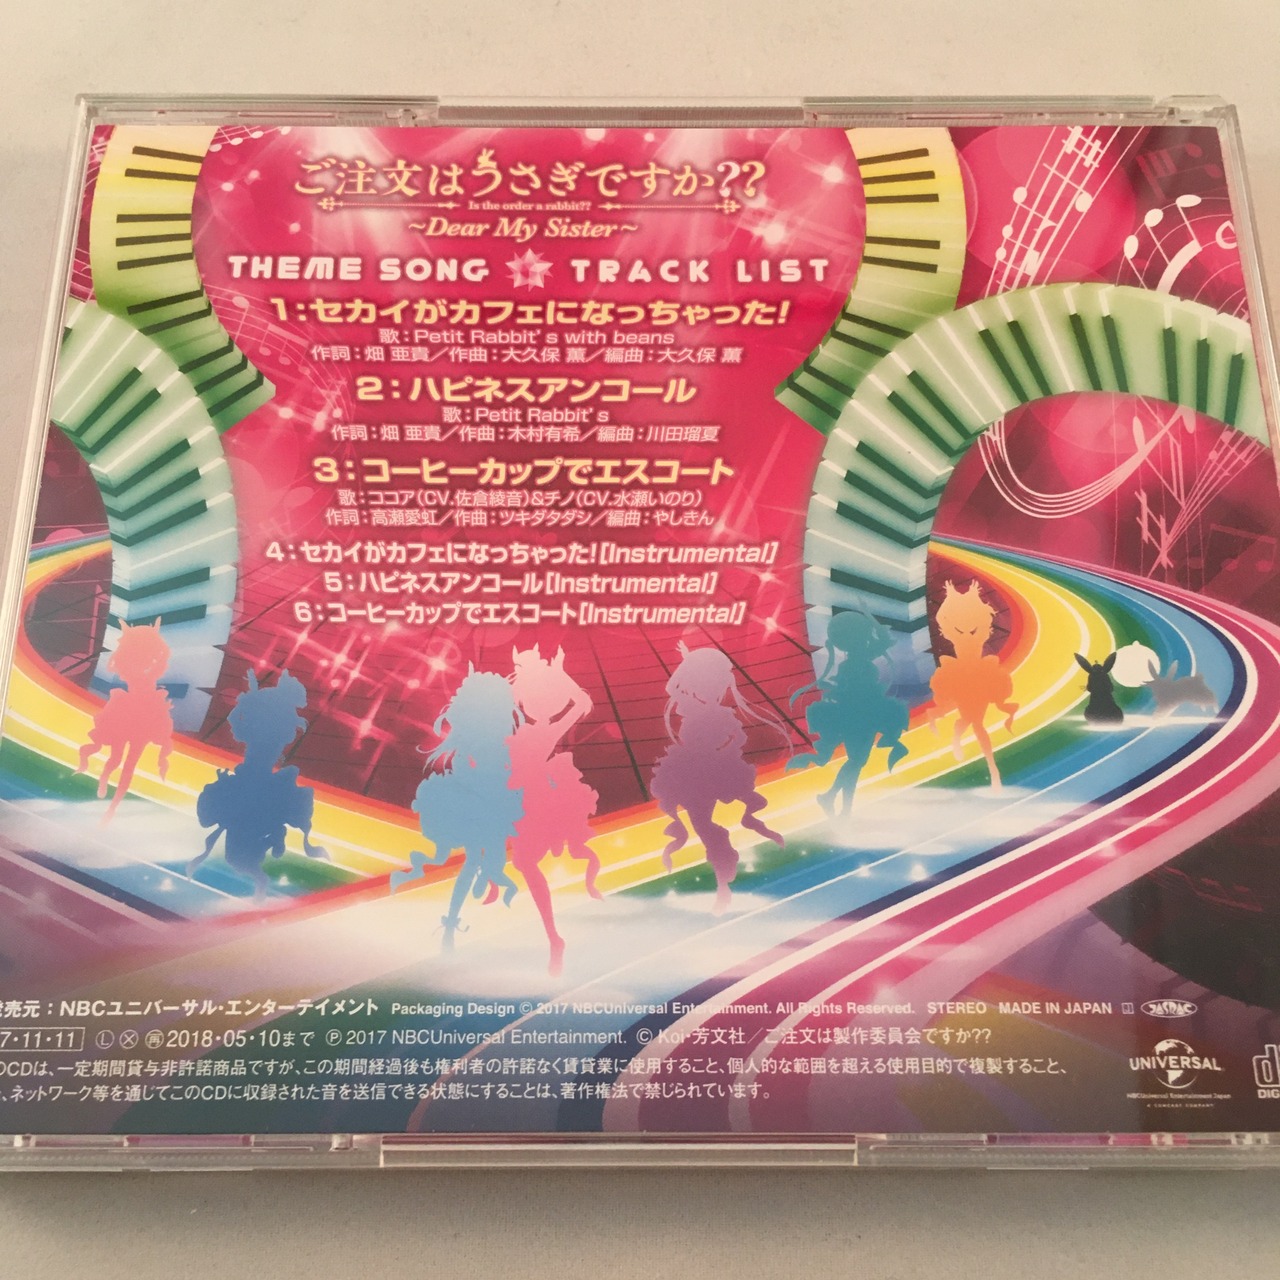 ご注文はうさぎですか??
Is the order a rabbit??
~Dear My Sister~
THEME SONG TRACK LIST
1:セカイがカフェになっちゃった!
歌:Petit Rabbit's with beans
作詞:畑 亜貴/作曲:大久保 薫/編曲:大久保 薫
2:ハピネスアンコール
歌:Petit Rabbit's
作詞:畑 亜貴/作曲:木村有希/編曲:川田瑠夏
3:コーヒーカップでエスコート
歌:ココア(CV.佐倉綾音)&チノ(CV.水瀬いのり)
作詞:高瀬愛虹/作曲:ツキダタダシ/編曲:やしきん
4:セカイがカフェになっちゃった![Instrumental]
5:ハピネスアンコール[Instrumental]
6:コーヒーカップでエスコート[Instrumental]
売元:NBCユニバーサル・エンターテイメント Packaging Design © 2017 NBCUniversal Entertainment. All Rights Reserved. STEREO MADE IN JAPAN JASRAC
7・11・11 Ⓛ Ⓧ 再 2018・05・10まで ℗ 2017 NBCUniversal Entertainment. © Koi・芳文社/ご注文は製作委員会ですか??
CDは、一定期間貸与非許諾商品ですが、この期間経過後も権利者の許諾なく賃貸業に使用すること、個人的な範囲を超える使用目的で複製すること、
ネットワーク等を通じてこのCDに収録された音を送信できる状態にすることは、著作権法で禁じられています。
UNIVERSAL
NBCUniversal Entertainment Japan
A COMCAST COMPANY